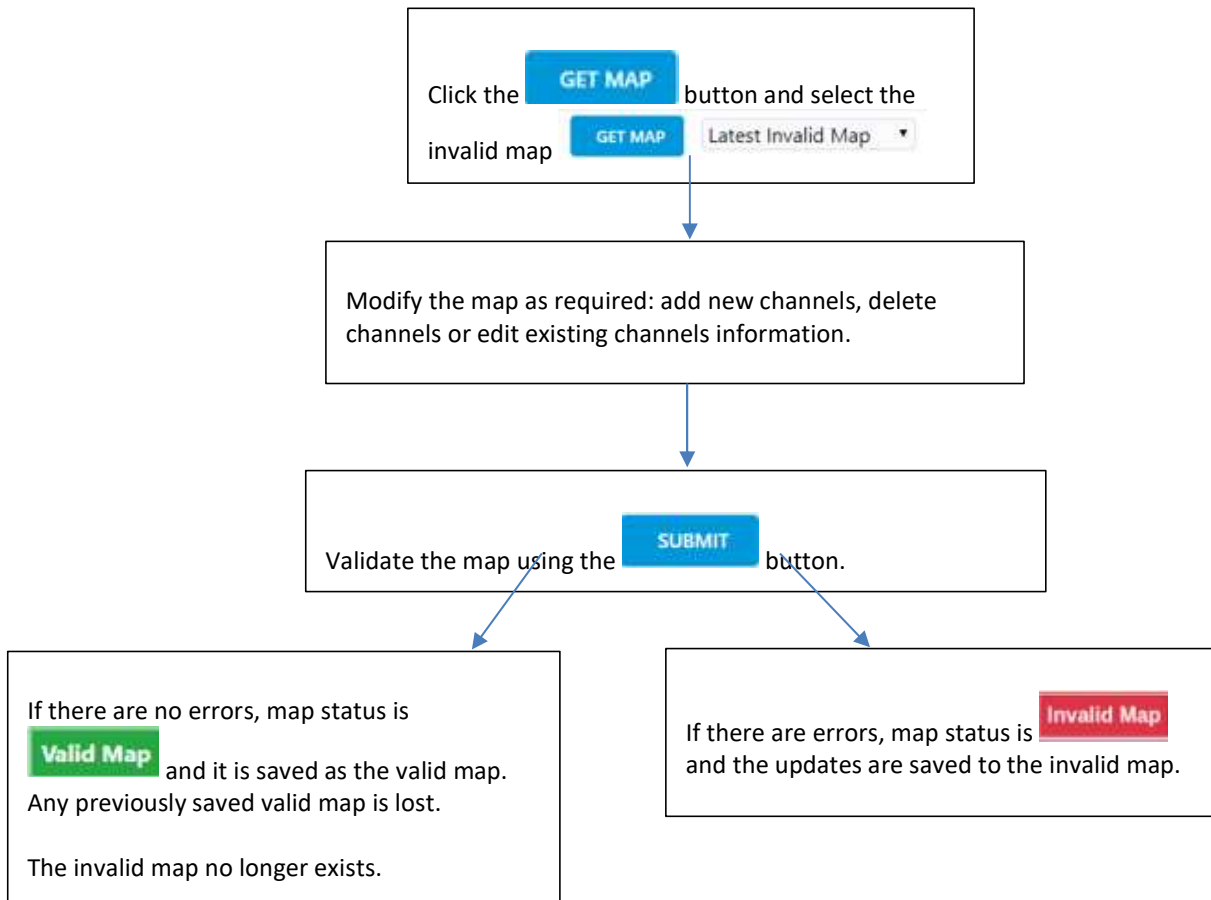 Click the GET MAP button and select the
invalid map GET MAP Latest Invalid Map
Modify the map as required: add new channels, delete
channels or edit existing channels information.
Validate the map using the SUBMIT button.
If there are no errors, map status is
Valid Map and it is saved as the valid map.
Any previously saved valid map is lost.
The invalid map no longer exists.
If there are errors, map status is Invalid Map
and the updates are saved to the invalid map.